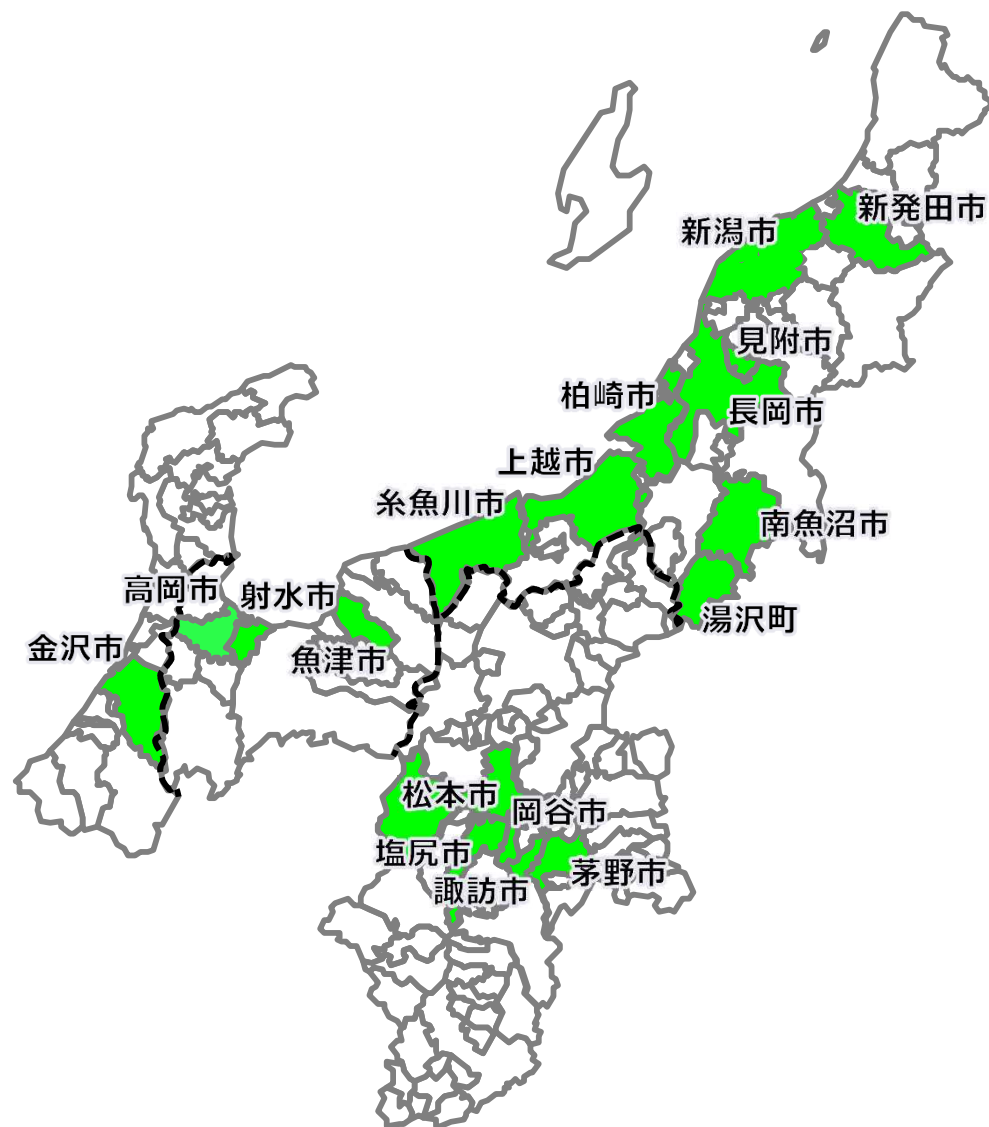 新発田市
新潟市
見附市
柏崎市
長岡市
上越市
糸魚川市
南魚沼市
高岡市
射水市
湯沢町
金沢市
魚津市
松本市
岡谷市
塩尻市
茅野市
諏訪市